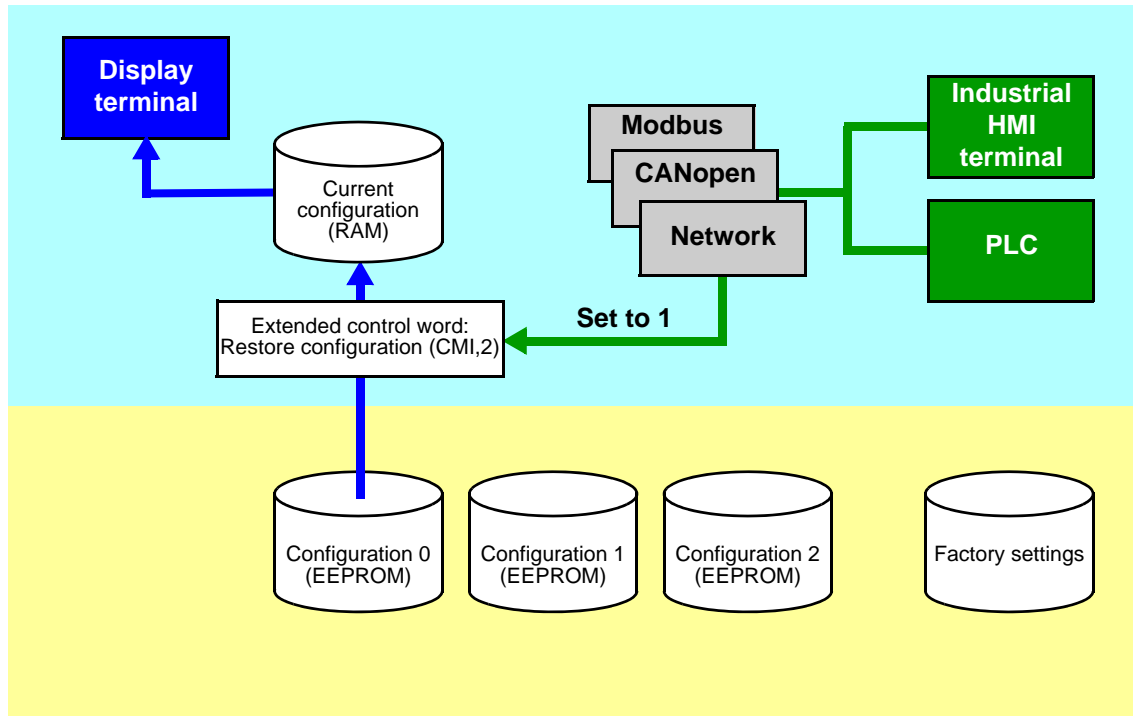 Display
terminal
Industrial
HMI
terminal
Modbus
CANopen
Network
PLC
Current
configuration
(RAM)
Extended control word:
Restore configuration (CMI,2)
Set to 1
Configuration 0
(EEPROM)
Configuration 1
(EEPROM)
Configuration 2
(EEPROM)
Factory settings